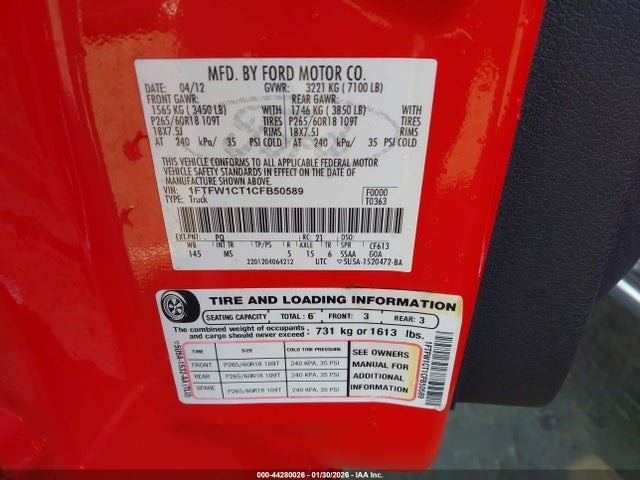 MFD. BY FORD MOTOR CO.
DATE: 04/12 GVWR: 3221 KG ( 7100 LB)
FRONT GAWR: REAR GAWR:
1565 KG ( 3450 LB) WITH 1746 KG ( 3850 LB) WITH
P265/60R18 109T TIRES P265/60R18 109T TIRES
18X7.5J RIMS 18X7.5J RIMS
AT 240 kPa/ 35 PSI COLD AT 240 kPa/ 35 PSI COLD
THIS VEHICLE CONFORMS TO ALL APPLICABLE FEDERAL MOTOR
VEHICLE SAFETY STANDARDS IN EFFECT ON THE DATE OF
MANUFACTURE SHOWN ABOVE.
VIN: 1FTFW1CT1CFB50589 F0000
TYPE: Truck T0363
EXT PNT: PQ RC: 21 DSO:
WB INT TR TP/PS R AXLE TR SPR CF613
145 MS 5 15 6 SSAA GOA
2201204064212 UTC 5U5A-1520472-BA
TIRE AND LOADING INFORMATION
SEATING CAPACITY TOTAL: 6 FRONT: 3 REAR: 3
The combined weight of occupants and cargo should never exceed: 731 kg or 1613 lbs.
TIRE SIZE COLD TIRE PRESSURE
FRONT P265/60R18 109T 240 KPA, 35 PSI
REAR P265/60R18 109T 240 KPA, 35 PSI
SPARE P265/60R18 109T 240 KPA, 35 PSI
SEE OWNERS
MANUAL FOR
ADDITIONAL
INFORMATION
1FTFW1CT1CFB50589
000-44280026 - 01/30/2026 - IAAI.COM